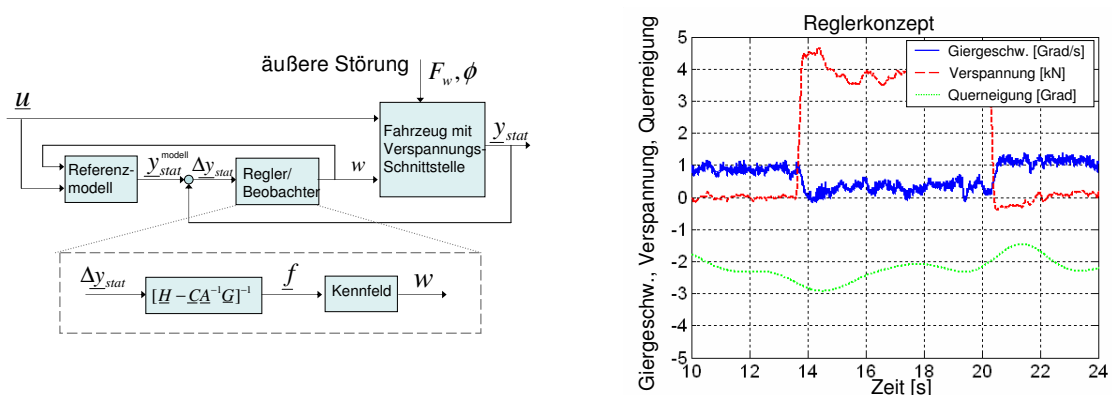 äußere Störung
F_w, ϕ
u
Fahrzeug mit
Verspannungs-
Schnittstelle
y_stat
Referenz-
modell
y_stat^modell
Δy_stat
Regler/
Beobachter
w
Δy_stat
[H − CA⁻¹G]⁻¹
f
Kennfeld
w
Reglerkonzept
Giergeschw., Verspannung, Querneigung
5
4
3
2
1
0
-1
-2
-3
-4
-5
Giergeschw. [Grad/s]
Verspannung [kN]
Querneigung [Grad]
10 12 14 16 18 20 22 24
Zeit [s]